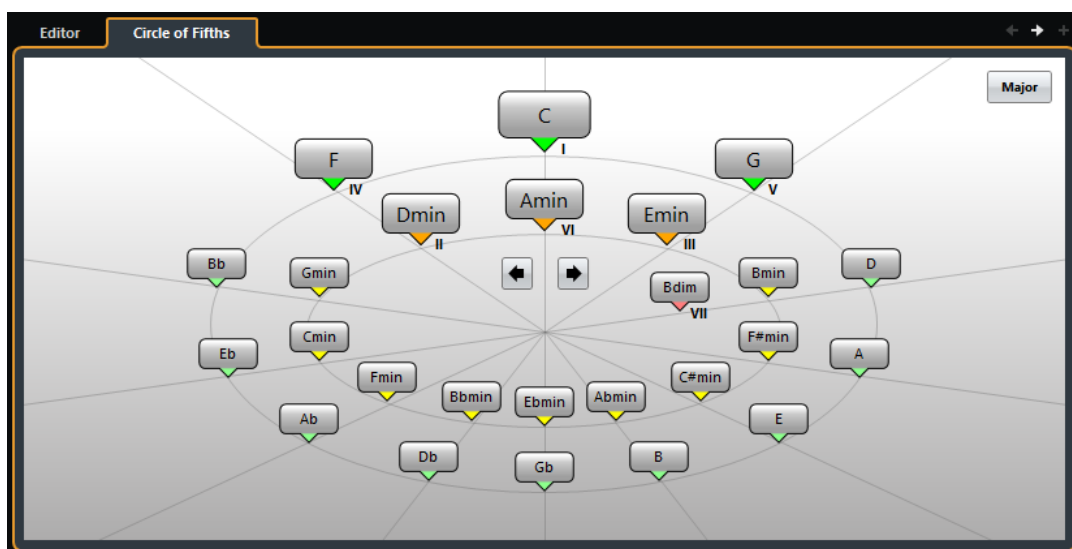 Editor
Circle of Fifths
Major
C
I
F
IV
G
V
Amin
VI
Dmin
II
Emin
III
Bb
Gmin
Bdim
VII
Bmin
D
Eb
Cmin
F#min
A
Fmin
C#min
Bbmin
Ebmin
Abmin
Ab
E
Db
Gb
B